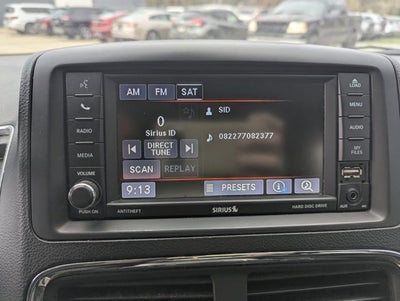 AM FM SAT
SID
0
Sirius ID
082277082377
DIRECT
TUNE
SCAN REPLAY
9:13 PRESETS
RADIO
MEDIA
VOLUME
PUSH ON
LOAD
MENU
AUDIO
MY
FILES
AUX
ANTITHEFT SIRIUS HARD DISC DRIVE